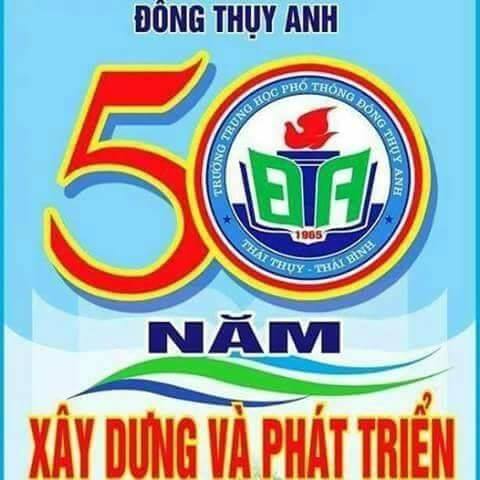 ĐÔNG THỤY ANH
50
TRƯỜNG TRUNG HỌC PHỔ THÔNG ĐÔNG THỤY ANH
ĐTA
1965
THÁI THỤY - THÁI BÌNH
NĂM
XÂY DỰNG VÀ PHÁT TRIỂN